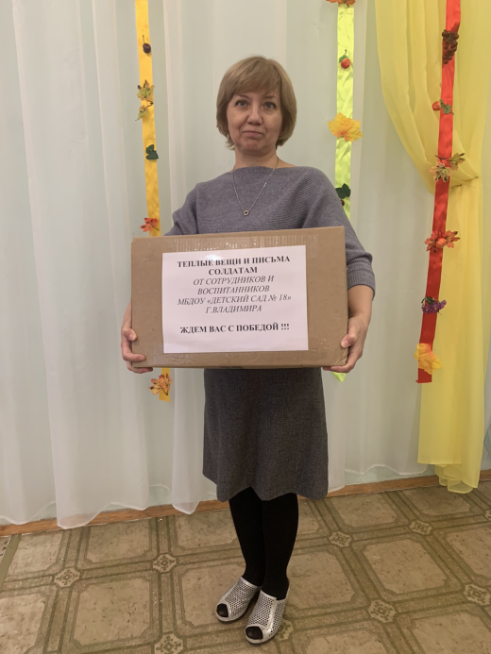 ТЕПЛЫЕ ВЕЩИ И ПИСЬМА
СОЛДАТАМ
ОТ СОТРУДНИКОВ И
ВОСПИТАННИКОВ
МБДОУ «ДЕТСКИЙ САД № 18»
Г.ВЛАДИМИРА
ЖДЕМ ВАС С ПОБЕДОЙ !!!